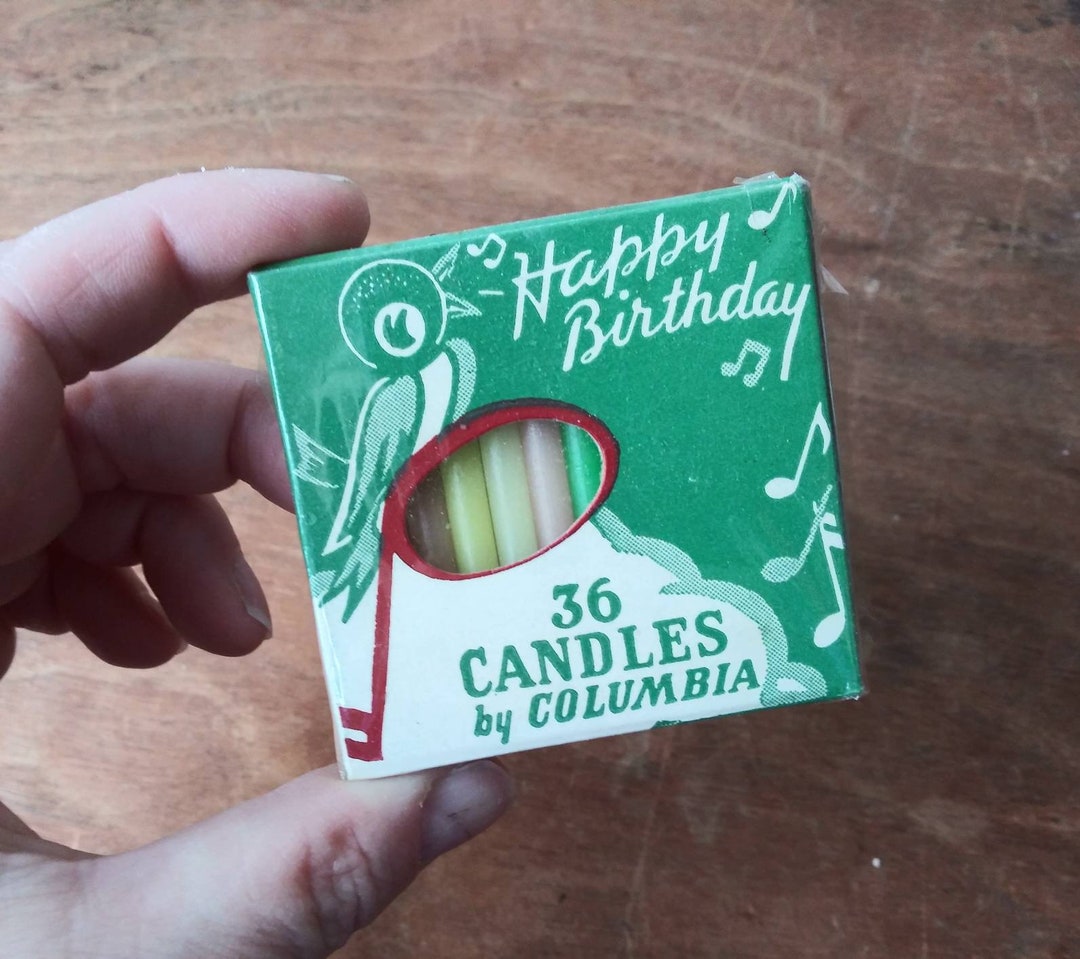 Happy
Birthday
36
CANDLES
by COLUMBIA